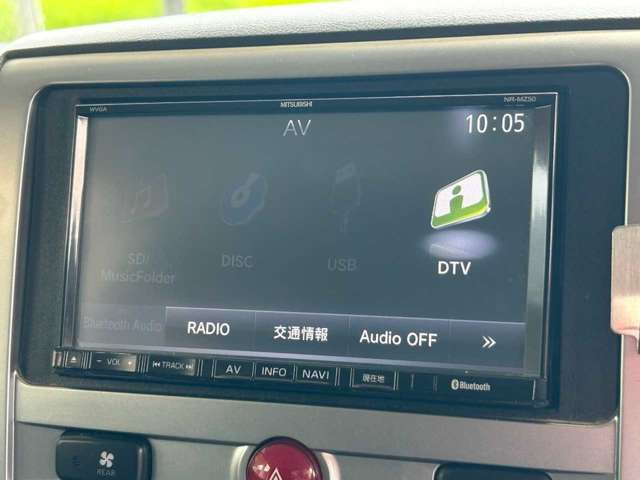 WVGA MITSUBISHI NR-MZ50
AV 10:05
SD/
MusicFolder DISC USB DTV
Bluetooth Audio RADIO 交通情報 Audio OFF »
− VOL + TRACK AV INFO NAVI 現在地 Bluetooth
REAR